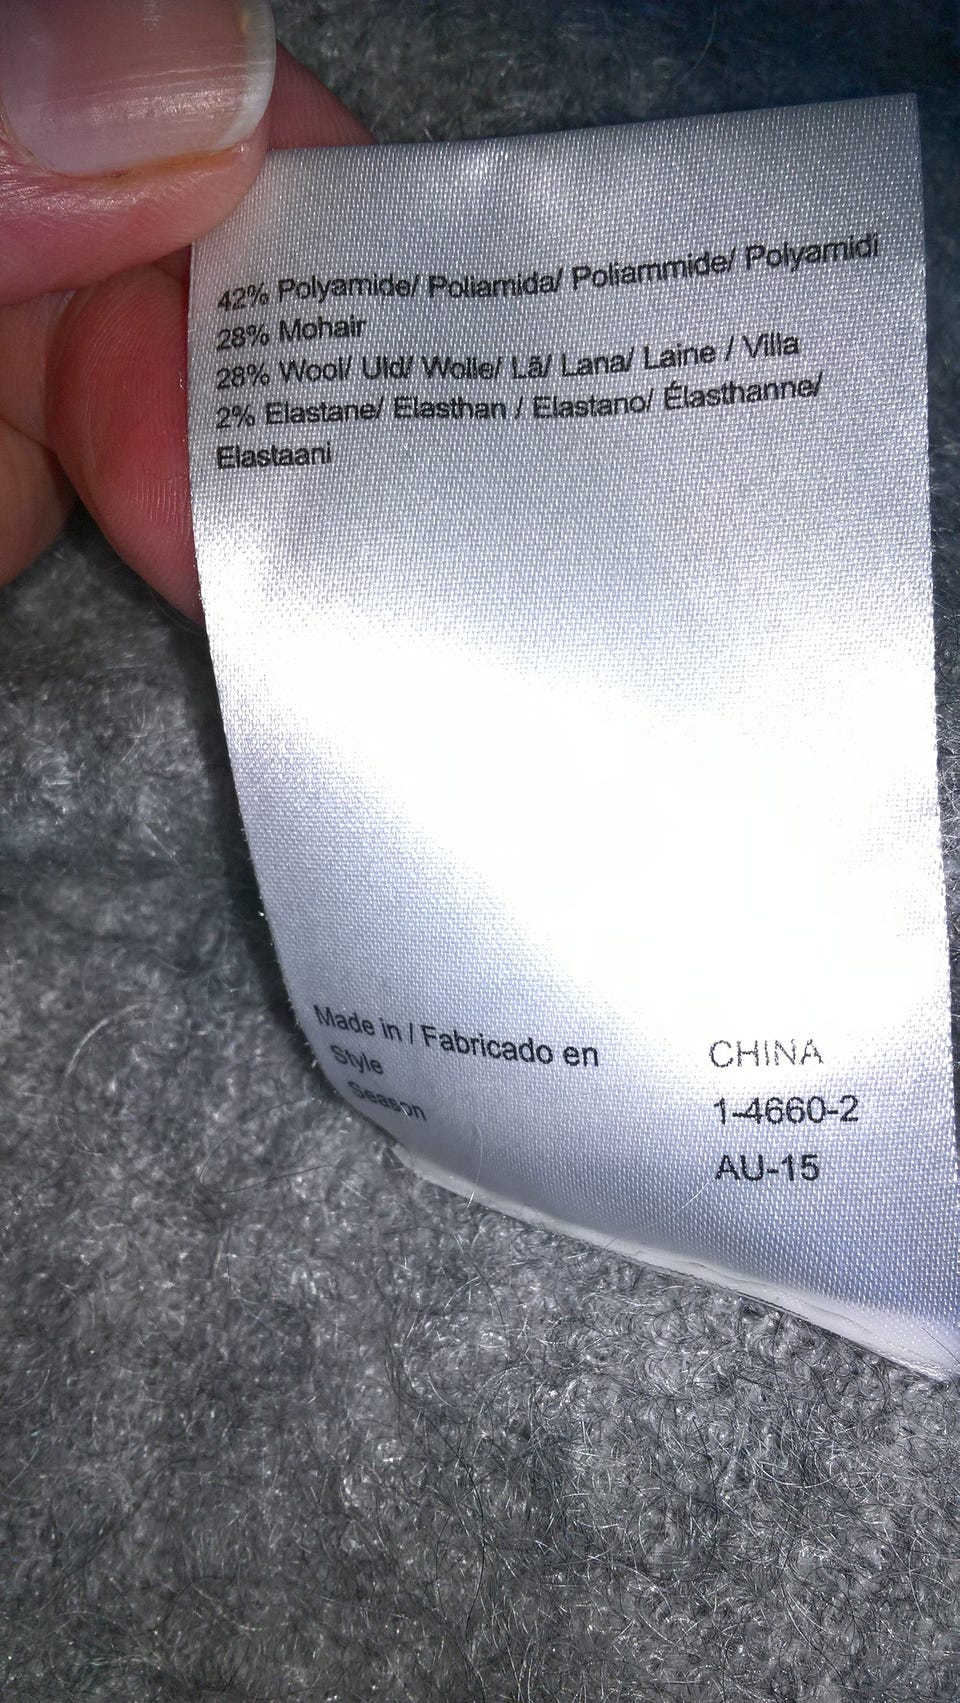 42% Polyamide/ Poliamida/ Poliammide/ Polyamidi
28% Mohair
28% Wool/ Uld/ Wolle/ Lã/ Lana/ Laine / Villa
2% Elastane/ Elasthan / Elastano/ Élasthanne/
Elastaani
Made in / Fabricado en CHINA
Style 1-4660-2
Season AU-15